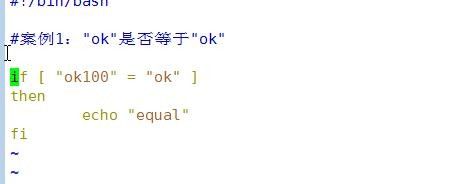 #!/bin/bash
#案例1："ok"是否等于"ok"
if [ "ok100" = "ok" ]
then
        echo "equal"
fi
~
~